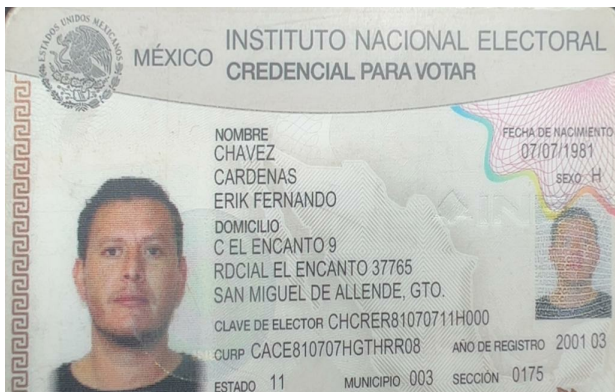 ESTADOS UNIDOS MEXICANOS
MÉXICO
INSTITUTO NACIONAL ELECTORAL
CREDENCIAL PARA VOTAR
NOMBRE
CHAVEZ
CARDENAS
ERIK FERNANDO
FECHA DE NACIMIENTO
07/07/1981
SEXO H
DOMICILIO
C EL ENCANTO 9
RDCIAL EL ENCANTO 37765
SAN MIGUEL DE ALLENDE, GTO.
CLAVE DE ELECTOR CHCRER81070711H000
CURP CACE810707HGTHRR08 AÑO DE REGISTRO 2001 03
ESTADO 11 MUNICIPIO 003 SECCIÓN 0175